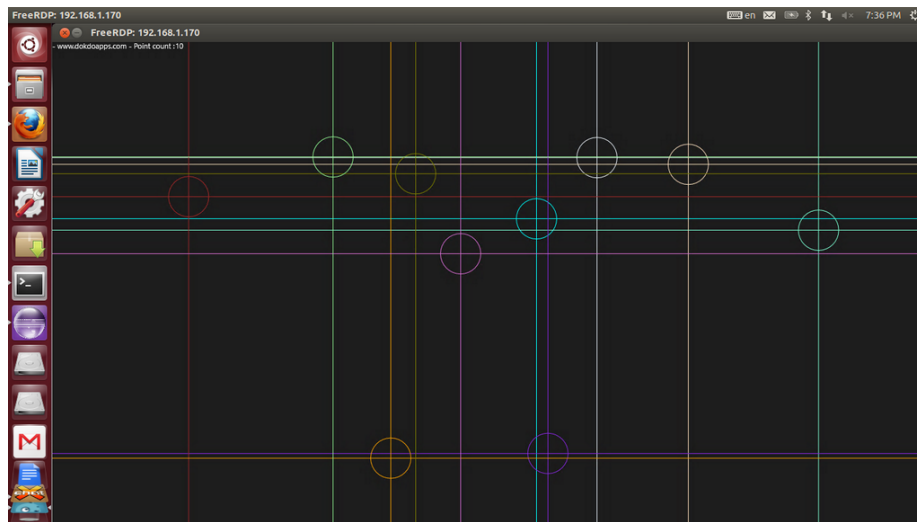 FreeRDP: 192.168.1.170
en
7:36 PM
FreeRDP: 192.168.1.170
- www.dokdoapps.com - Point count :10